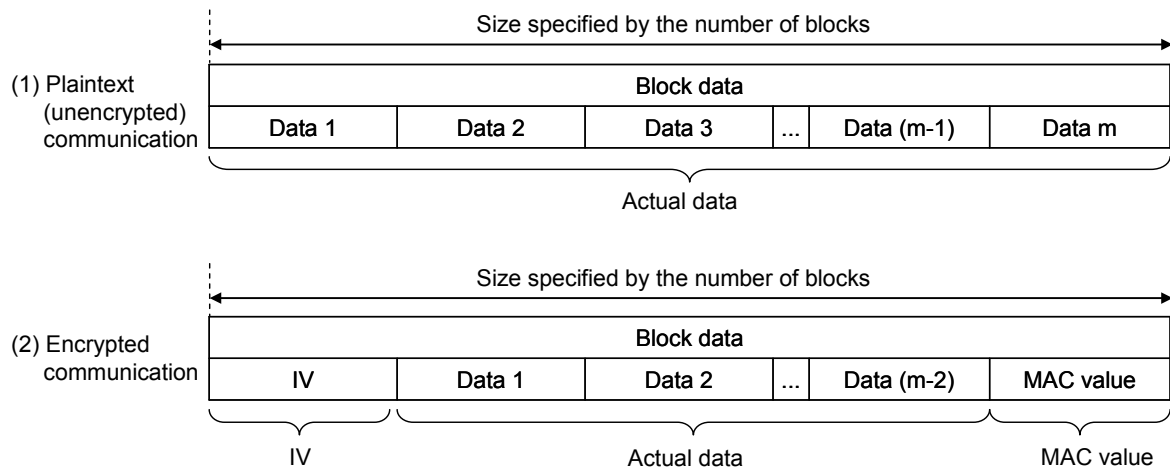 Size specified by the number of blocks
(1) Plaintext
(unencrypted)
communication
Block data
Data 1 Data 2 Data 3 ... Data (m-1) Data m
Actual data
Size specified by the number of blocks
(2) Encrypted
communication
Block data
IV Data 1 Data 2 ... Data (m-2) MAC value
IV Actual data MAC value